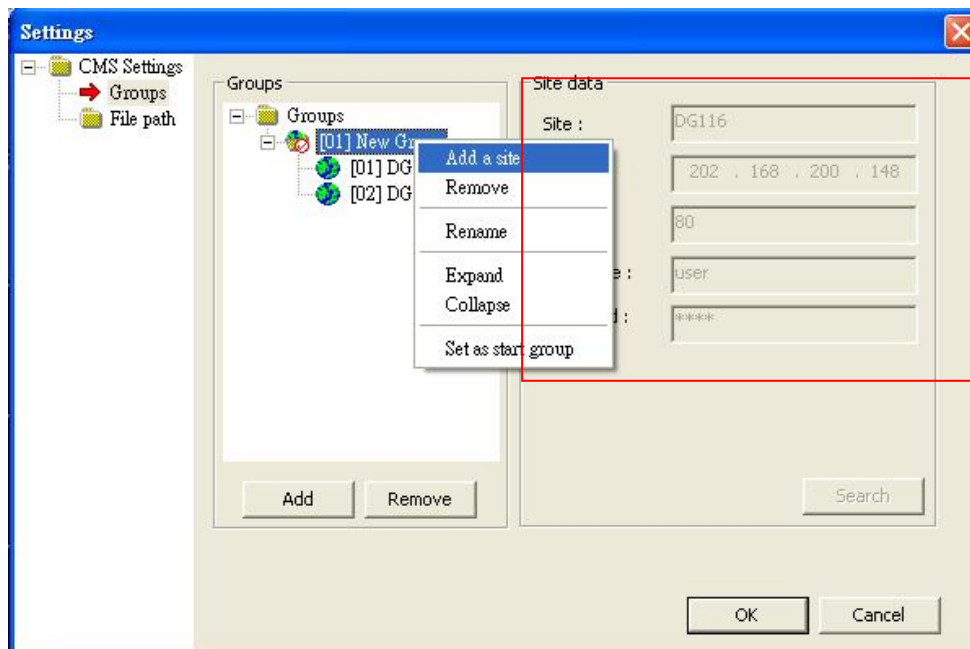 Settings
CMS Settings
Groups
File path
Groups
Groups
[01] New Gr
[01] DG
[02] DG
Add a site
Remove
Rename
Expand
Collapse
Set as start group
Add
Remove
Site data
Site :
DG116
202 . 168 . 200 . 148
80
e :
user
d :
****
Search
OK
Cancel